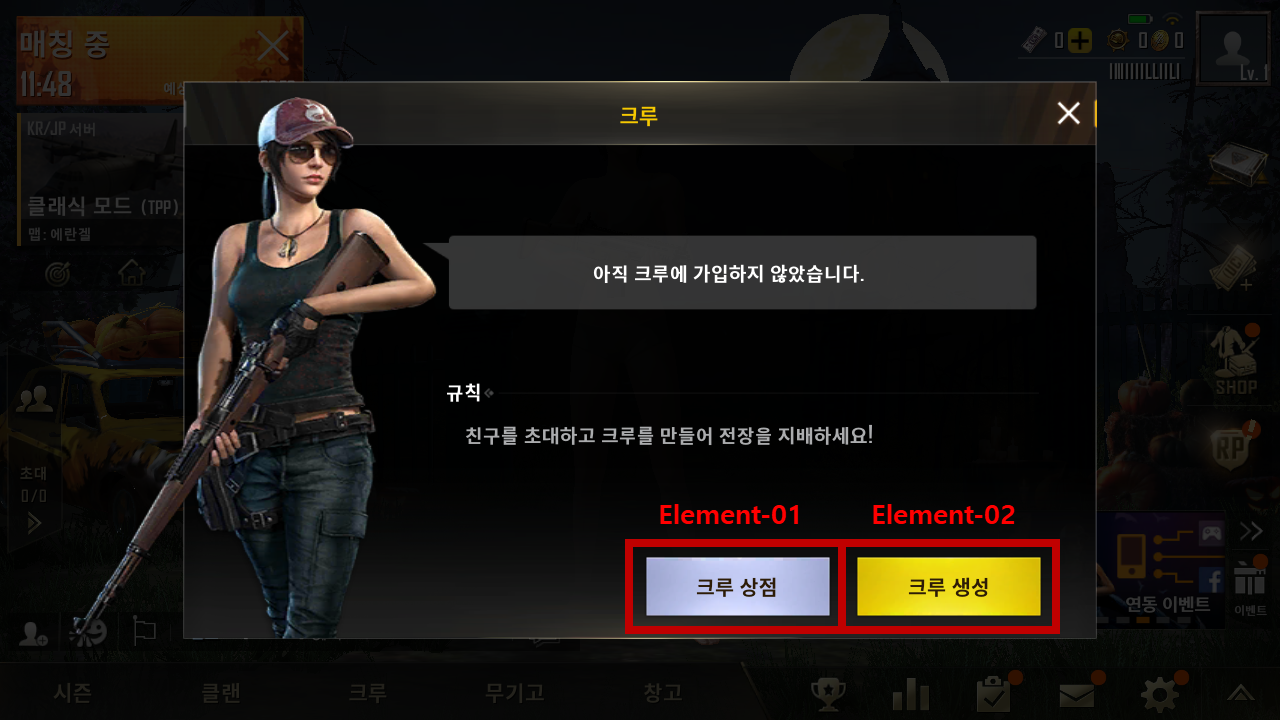 매칭 중
11:48
0
0
0
Lv. 1
크루
KR/JP 서버
클래식 모드 (TPP)
맵: 에란겔
아직 크루에 가입하지 않았습니다.
규칙
친구를 초대하고 크루를 만들어 전장을 지배하세요!
SHOP
RP
초대
0/0
Element-01
Element-02
크루 상점
크루 생성
연동 이벤트
이벤트
시즌
클랜
크루
무기고
창고